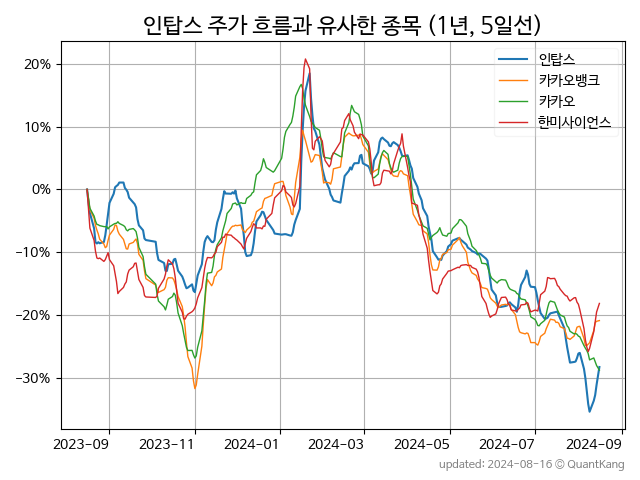 인탑스 주가 흐름과 유사한 종목 (1년, 5일선)
인탑스
카카오뱅크
카카오
한미사이언스
20%
10%
0%
−10%
−20%
−30%
2023-09 2023-11 2024-01 2024-03 2024-05 2024-07 2024-09
updated: 2024-08-16 © QuantKang